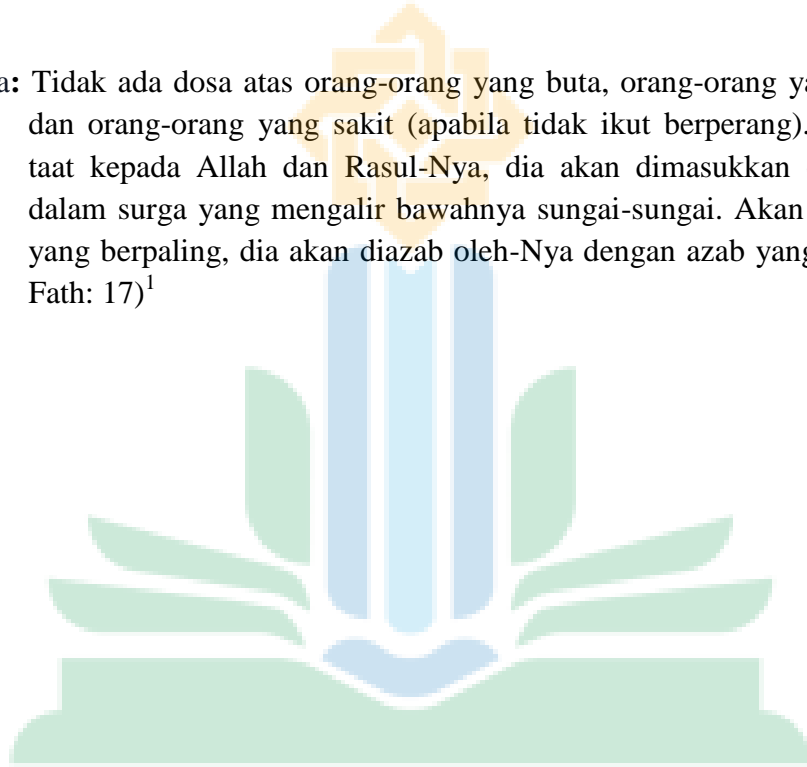 a: Tidak ada dosa atas orang-orang yang buta, orang-orang ya
dan orang-orang yang sakit (apabila tidak ikut berperang).
taat kepada Allah dan Rasul-Nya, dia akan dimasukkan
dalam surga yang mengalir bawahnya sungai-sungai. Akan
yang berpaling, dia akan diazab oleh-Nya dengan azab yang
Fath: 17)¹